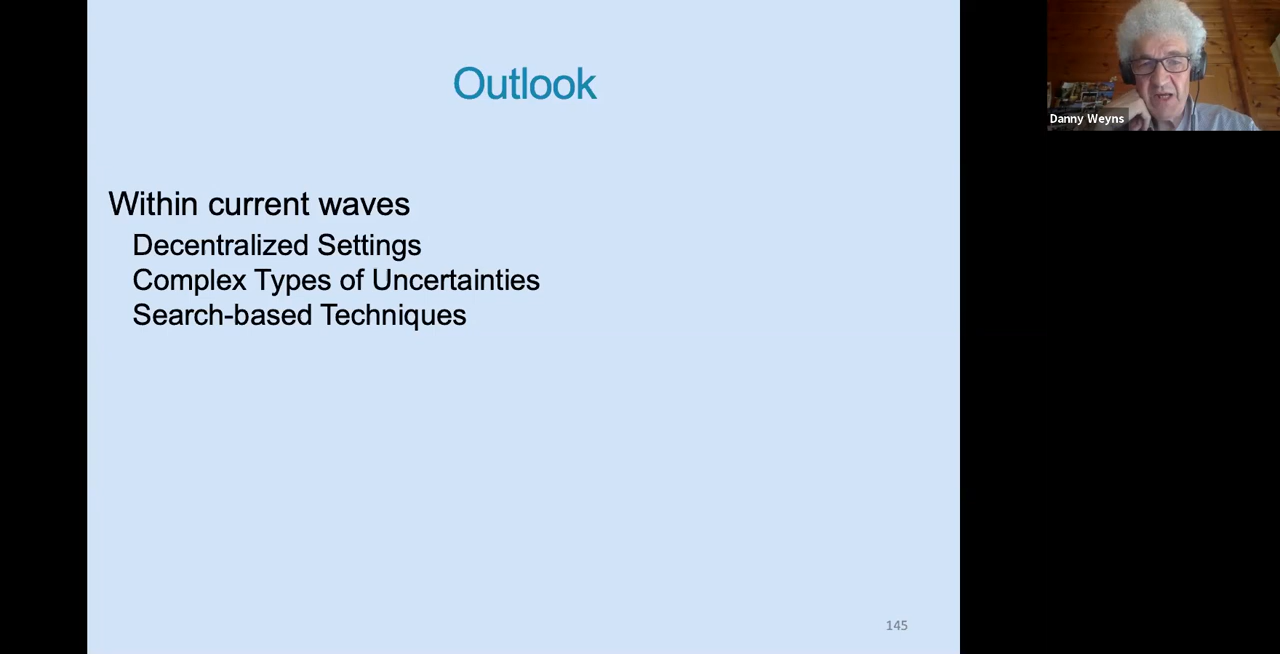 Outlook
Danny Weyns
Within current waves
Decentralized Settings
Complex Types of Uncertainties
Search-based Techniques
145